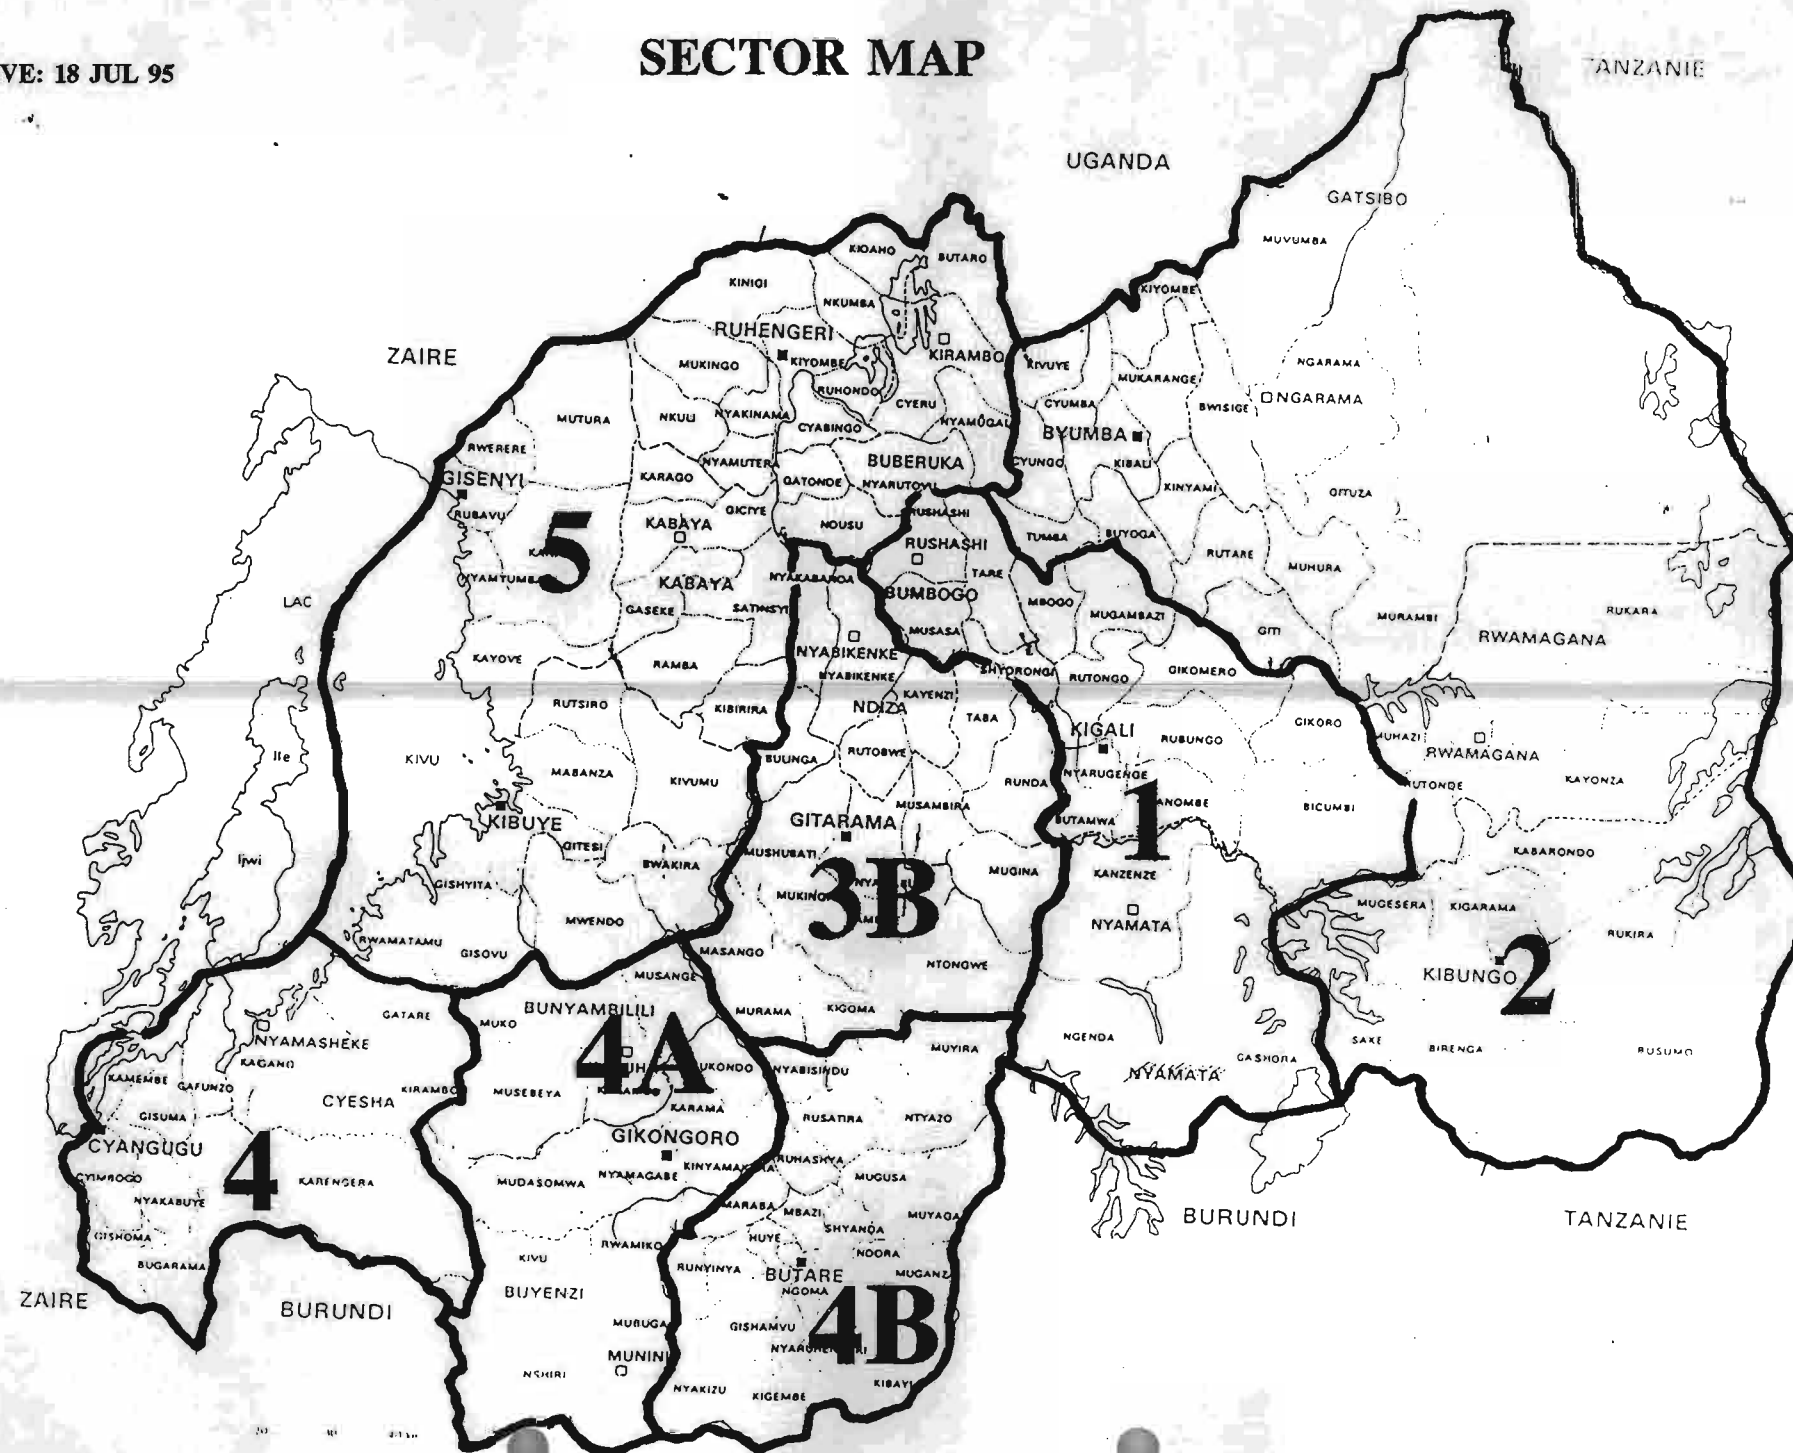 SECTOR MAP
VE: 18 JUL 95
TANZANIE
UGANDA
GATSIBO
MUVUMBA
KIDAHO
BUTARO
KINIGI
NKUMBA
KIYOMBE
RUHENGERI
ZAIRE
KIRAMBO
MUKINGO
KIYOMBE
KIVUYE
NGARAMA
RUHONDO
MUKARANGE
NGARAMA
CYERU
CYUMBA
BWISIGE
MUTURA
NKULI
NYAKINAMA
CYABINGO
NYAMUGAL
BYUMBA
RWERERE
NYAMUTERA
BUBERUKA
CYUNGO
KIBALI
GISENYI
KARAGO
GATONDE
NYARUTOVU
KINYAMI
GITUZA
RUBAVU
GICIYE
KABAYA
NDUSU
RUSHASHI
TUMBA
BUYOGA
5
RUSHASHI
RUTARE
MUHURA
NYAMTUMB
KABAYA
NYAKABANDA
TARE
BUMBOGO
MBOGO
MUGAMBAZI
LAC
GASEKE
SATINSYI
MUSASA
GITI
MURAMBI
RUKARA
RWAMAGANA
KAYOVE
RAMBA
NYABIKENKE
NYABIKENKE
SHYORONGI
RUTONGO
GIKOMERO
KAYENZI
RUTSIRO
KIBIRIRA
NDIZA
TABA
GIKORO
KIGALI
RUBUNGO
MUHAZI
RWAMAGANA
Ile
KIVU
BULINGA
RUTOBWE
MABANZA
KIVUMU
RUNDA
NYARUGENGE
RUTONDE
KAYONZA
MUSAMBIRA
ANOMBE
BICUMBI
1
KIBUYE
GITARAMA
BUTAMWA
GITESI
MUSHUBATI
KABARONDO
Ijwi
BWAKIRA
MUGINA
KANZENZE
GISHYITA
MUKINGO
3B
MUGESERA
KIGARAMA
MWENDO
NYAMATA
RUKIRA
RWAMATAMU
GISOVU
MASANGO
NTONGWE
KIBUNGO
2
MUSANGE
BUNYAMBILILI
MURAMA
KIGOMA
GATARE
MUKO
NYAMASHEKE
NGENDA
SAKE
BIRENGA
RUSUMO
MUYIRA
GASHORA
KAGANO
4A
UKONDO
NYABISINDU
NYAMATA
KAMEMBE
GAFUNZO
CYESHA
KIRAMBO
MUSEBEYA
KARAMA
RUSATIRA
NTYAZO
GISUMA
GIKONGORO
CYANGUGU
4
RUHASHYA
CYIMBOGO
KARENGERA
MUDASOMWA
NYAMAGABE
MUGUSA
NYAKABUYE
MARABA
MBAZI
MUYAGA
BURUNDI
TANZANIE
SHYANDA
GISHOMA
RWAMIKO
HUYE
BUGARAMA
KIVU
RUNYINYA
BUTARE
NDORA
MUGANZ
NGOMA
ZAIRE
BURUNDI
BUYENZI
MUBUGA
GISHAMVU
4B
MUNINI
NSHIRI
NYAKIZU
KIGEMBE
KIBAYI